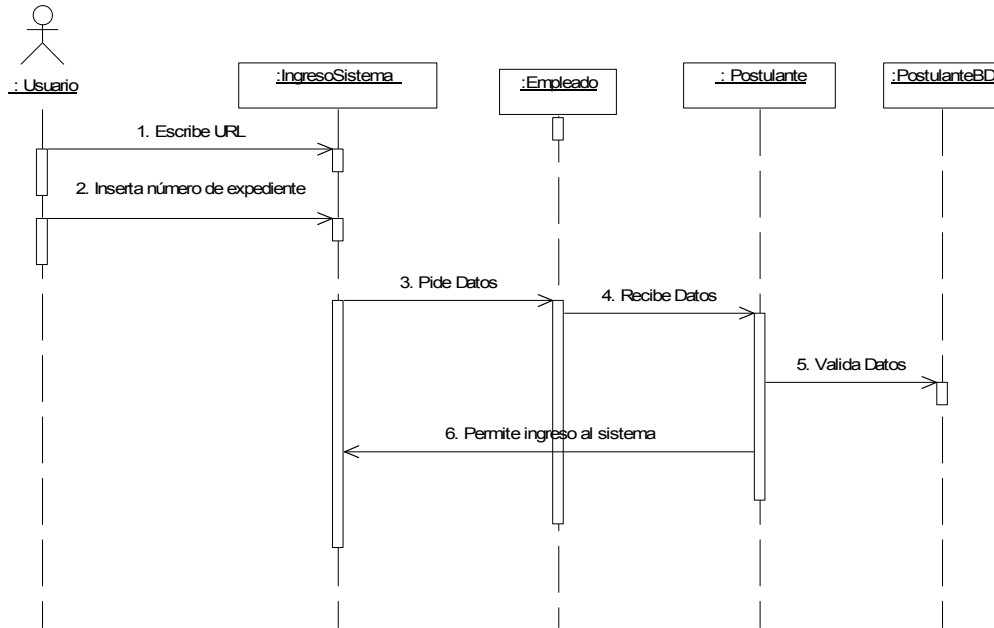 : Usuario
:IngresoSistema
:Empleado
: Postulante
:PostulanteBD
1. Escribe URL
2. Inserta número de expediente
3. Pide Datos
4. Recibe Datos
5. Valida Datos
6. Permite ingreso al sistema